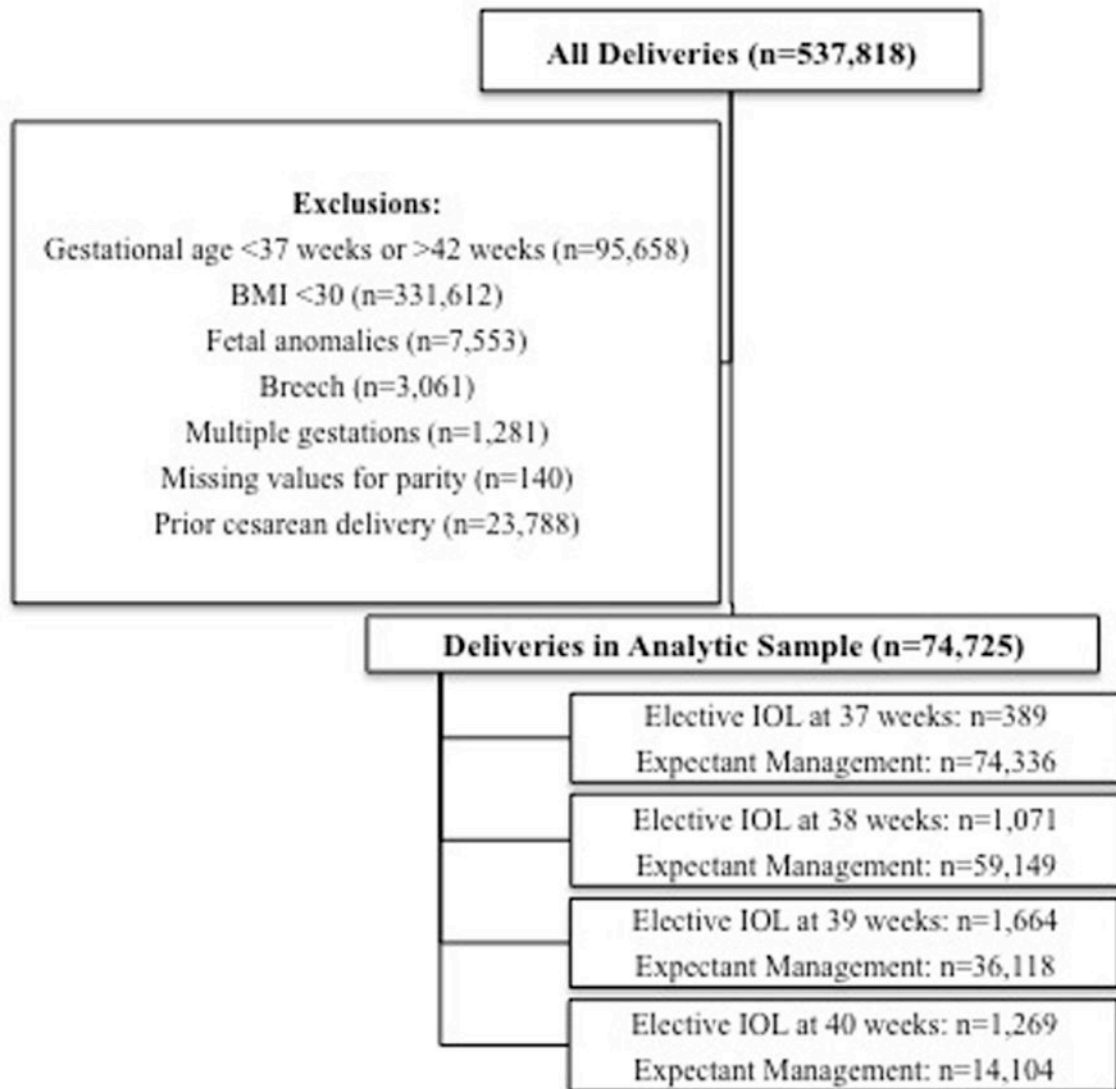 All Deliveries (n=537,818)
Exclusions:
Gestational age <37 weeks or >42 weeks (n=95,658)
BMI <30 (n=331,612)
Fetal anomalies (n=7,553)
Breech (n=3,061)
Multiple gestations (n=1,281)
Missing values for parity (n=140)
Prior cesarean delivery (n=23,788)
Deliveries in Analytic Sample (n=74,725)
Elective IOL at 37 weeks: n=389
Expectant Management: n=74,336
Elective IOL at 38 weeks: n=1,071
Expectant Management: n=59,149
Elective IOL at 39 weeks: n=1,664
Expectant Management: n=36,118
Elective IOL at 40 weeks: n=1,269
Expectant Management: n=14,104